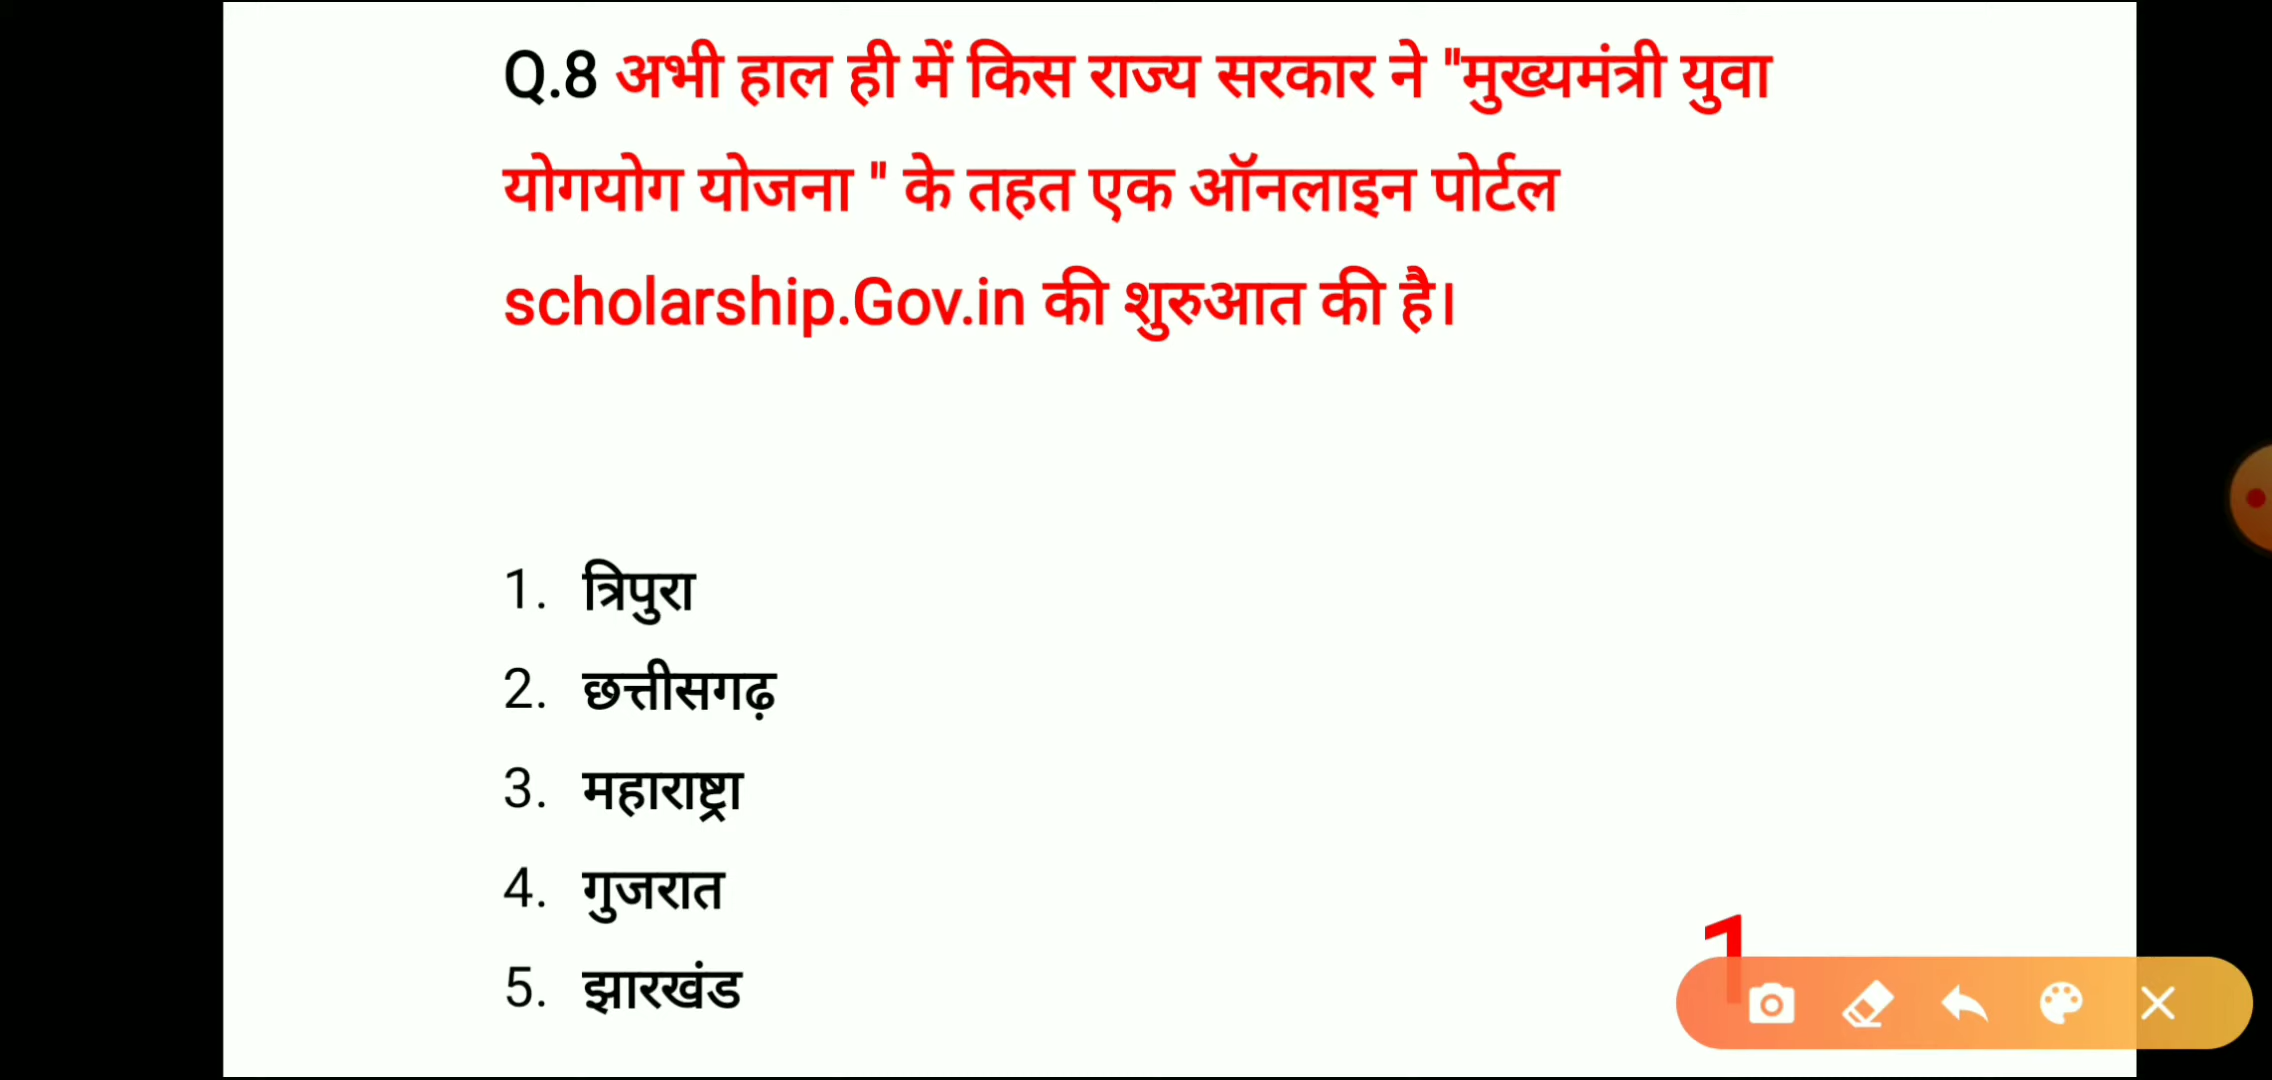 Q.8 अभी हाल ही में किस राज्य सरकार ने "मुख्यमंत्री युवा
योगयोग योजना " के तहत एक ऑनलाइन पोर्टल
scholarship.Gov.in की शुरुआत की है।
1. त्रिपुरा
2. छत्तीसगढ़
3. महाराष्ट्रा
4. गुजरात
5. झारखंड
1